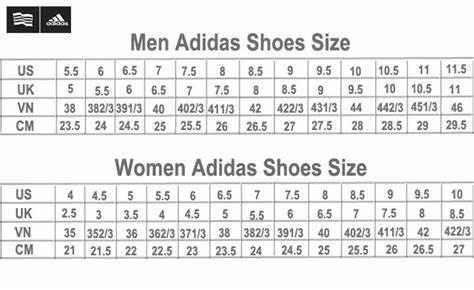 adidas
Men Adidas Shoes Size
US 5.5 6 6.5 7 7.5 8 8.5 9 9.5 10 10.5 11 11.5
UK 5 5.5 6 6.5 7 7.5 8 8.5 9 9.5 10 10.5 11
VN 38 382/3 391/3 40 402/3 411/3 42 422/3 431/3 44 442/3 451/3 46
CM 23.5 24 24.5 25 25.5 26 26.5 27 27.5 28 28.5 29 29.5
Women Adidas Shoes Size
US 4 4.5 5 5.5 6 6.5 7 7.5 8 8.5 9 9.5 10
UK 2.5 3 3.5 4 4.5 5 5.5 6 6.5 7 7.5 8 8.5
VN 35 352/3 36 362/3 371/3 38 382/3 391/3 40 402/3 411/3 42 422/3
CM 21 21.5 22 22.5 23 23.5 24 24.5 25 25.5 26 26.5 27